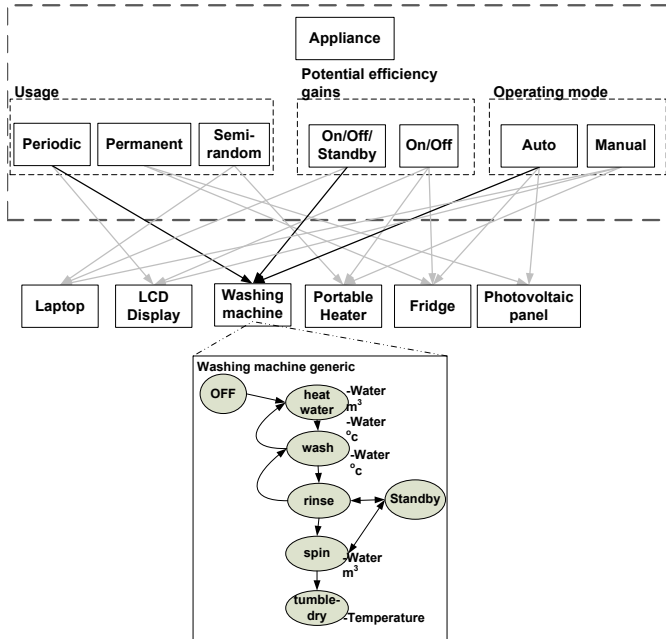 Appliance
Usage
Potential efficiency
gains
Operating mode
Periodic
Permanent
Semi-
random
On/Off/
Standby
On/Off
Auto
Manual
Laptop
LCD
Display
Washing
machine
Portable
Heater
Fridge
Photovoltaic
panel
Washing machine generic
OFF
heat
water
-Water
m³
-Water
°c
wash
-Water
°c
rinse
Standby
spin
-Water
m³
tumble-
dry
-Temperature